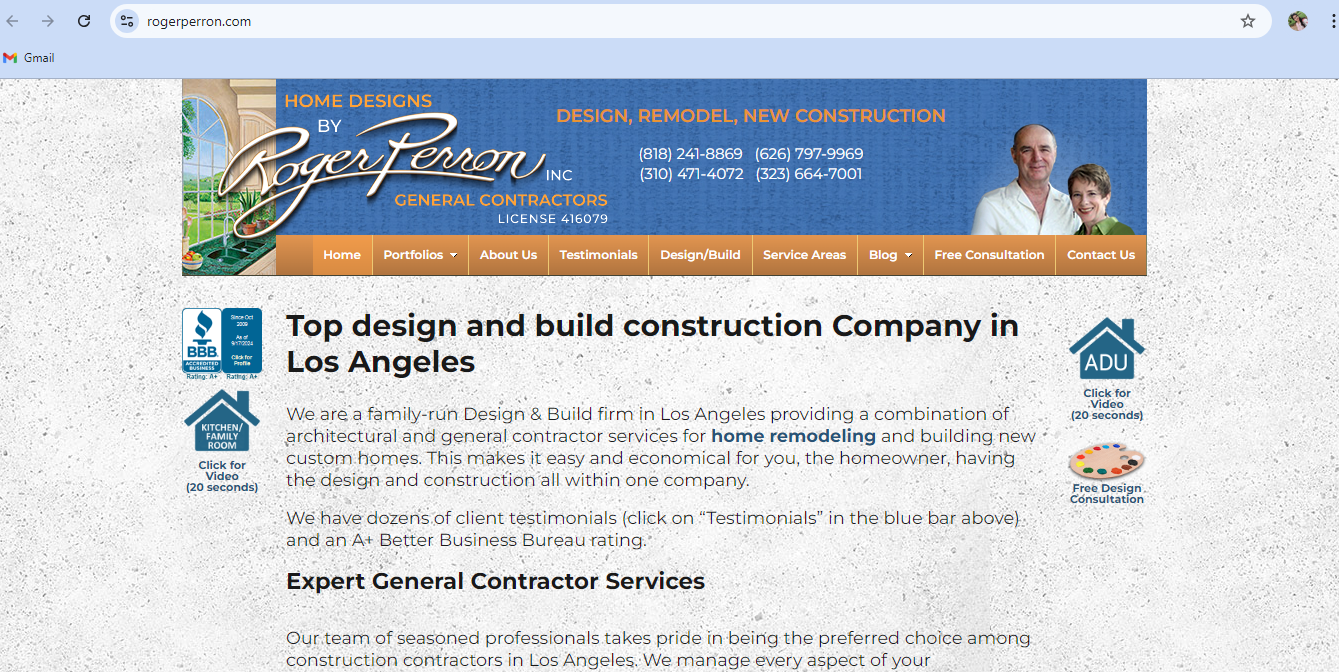 rogerperron.com
Gmail
HOME DESIGNS
BY
Roger Perron INC
GENERAL CONTRACTORS
LICENSE 416079
DESIGN, REMODEL, NEW CONSTRUCTION
(818) 241-8869 (626) 797-9969
(310) 471-4072 (323) 664-7001
Home Portfolios About Us Testimonials Design/Build Service Areas Blog Free Consultation Contact Us
BBB
ACCREDITED
BUSINESS
Rating: A+
Since Oct
2009
As of
9/17/2024
Click for
Profile
Rating: A+
KITCHEN/
FAMILY
ROOM
Click for
Video
(20 seconds)
Top design and build construction Company in
Los Angeles
We are a family-run Design & Build firm in Los Angeles providing a combination of
architectural and general contractor services for home remodeling and building new
custom homes. This makes it easy and economical for you, the homeowner, having
the design and construction all within one company.
We have dozens of client testimonials (click on “Testimonials” in the blue bar above)
and an A+ Better Business Bureau rating.
Expert General Contractor Services
Our team of seasoned professionals takes pride in being the preferred choice among
construction contractors in Los Angeles. We manage every aspect of your
ADU
Click for
Video
(20 seconds)
Free Design
Consultation